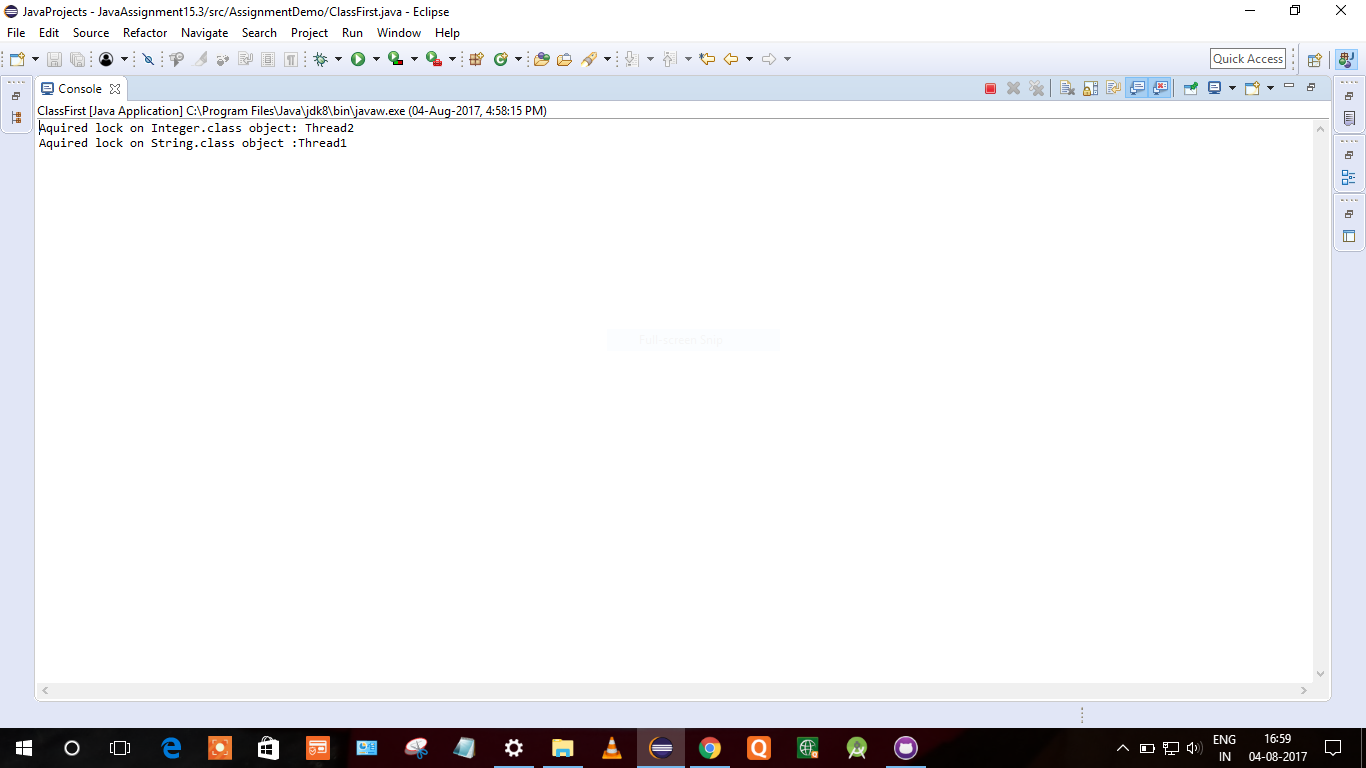 JavaProjects - JavaAssignment15.3/src/AssignmentDemo/ClassFirst.java - Eclipse
File Edit Source Refactor Navigate Search Project Run Window Help
Quick Access
Console
ClassFirst [Java Application] C:\Program Files\Java\jdk8\bin\javaw.exe (04-Aug-2017, 4:58:15 PM)
Aquired lock on Integer.class object: Thread2
Aquired lock on String.class object :Thread1
Full-screen Snip
ENG 16:59
IN 04-08-2017